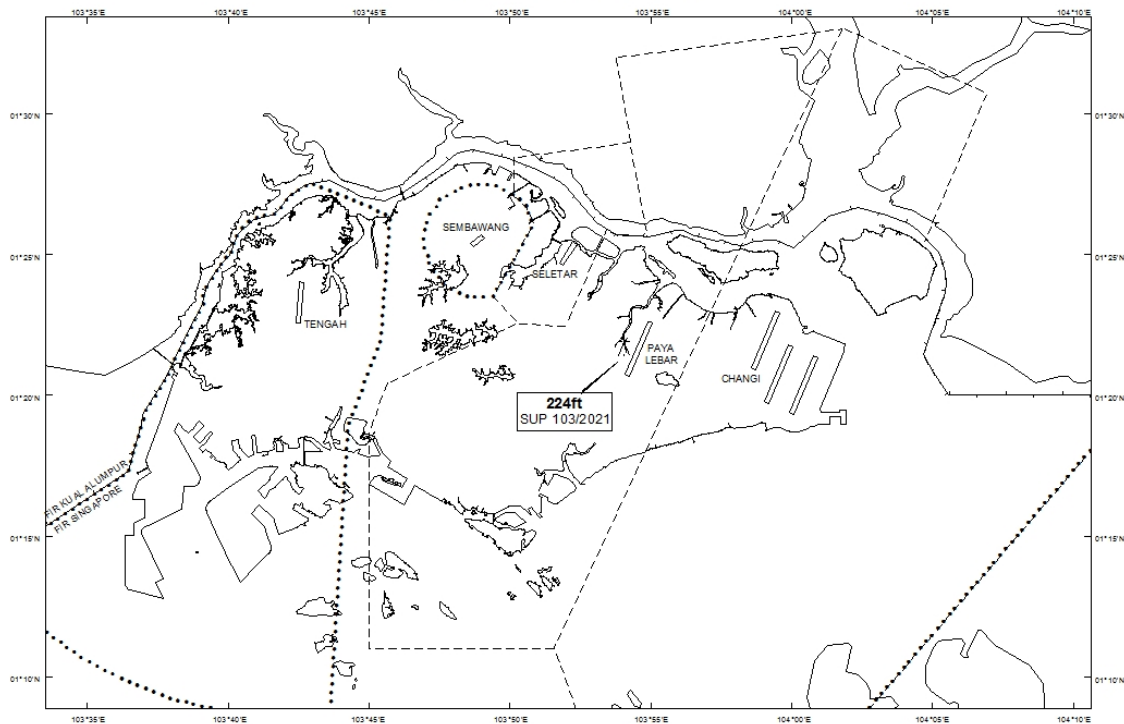 103°35'E 103°40'E 103°45'E 103°50'E 103°55'E 104°00'E 104°05'E 104°10'E
01°30'N 01°30'N
SEMBAWANG
01°25'N 01°25'N
SELETAR
TENGAH
PAYA
LEBAR
CHANGI
01°20'N 01°20'N
224ft
SUP 103/2021
FIR KUALALUMPUR
FIR SINGAPORE
01°15'N 01°15'N
01°10'N 01°10'N
103°35'E 103°40'E 103°45'E 103°50'E 103°55'E 104°00'E 104°05'E 104°10'E